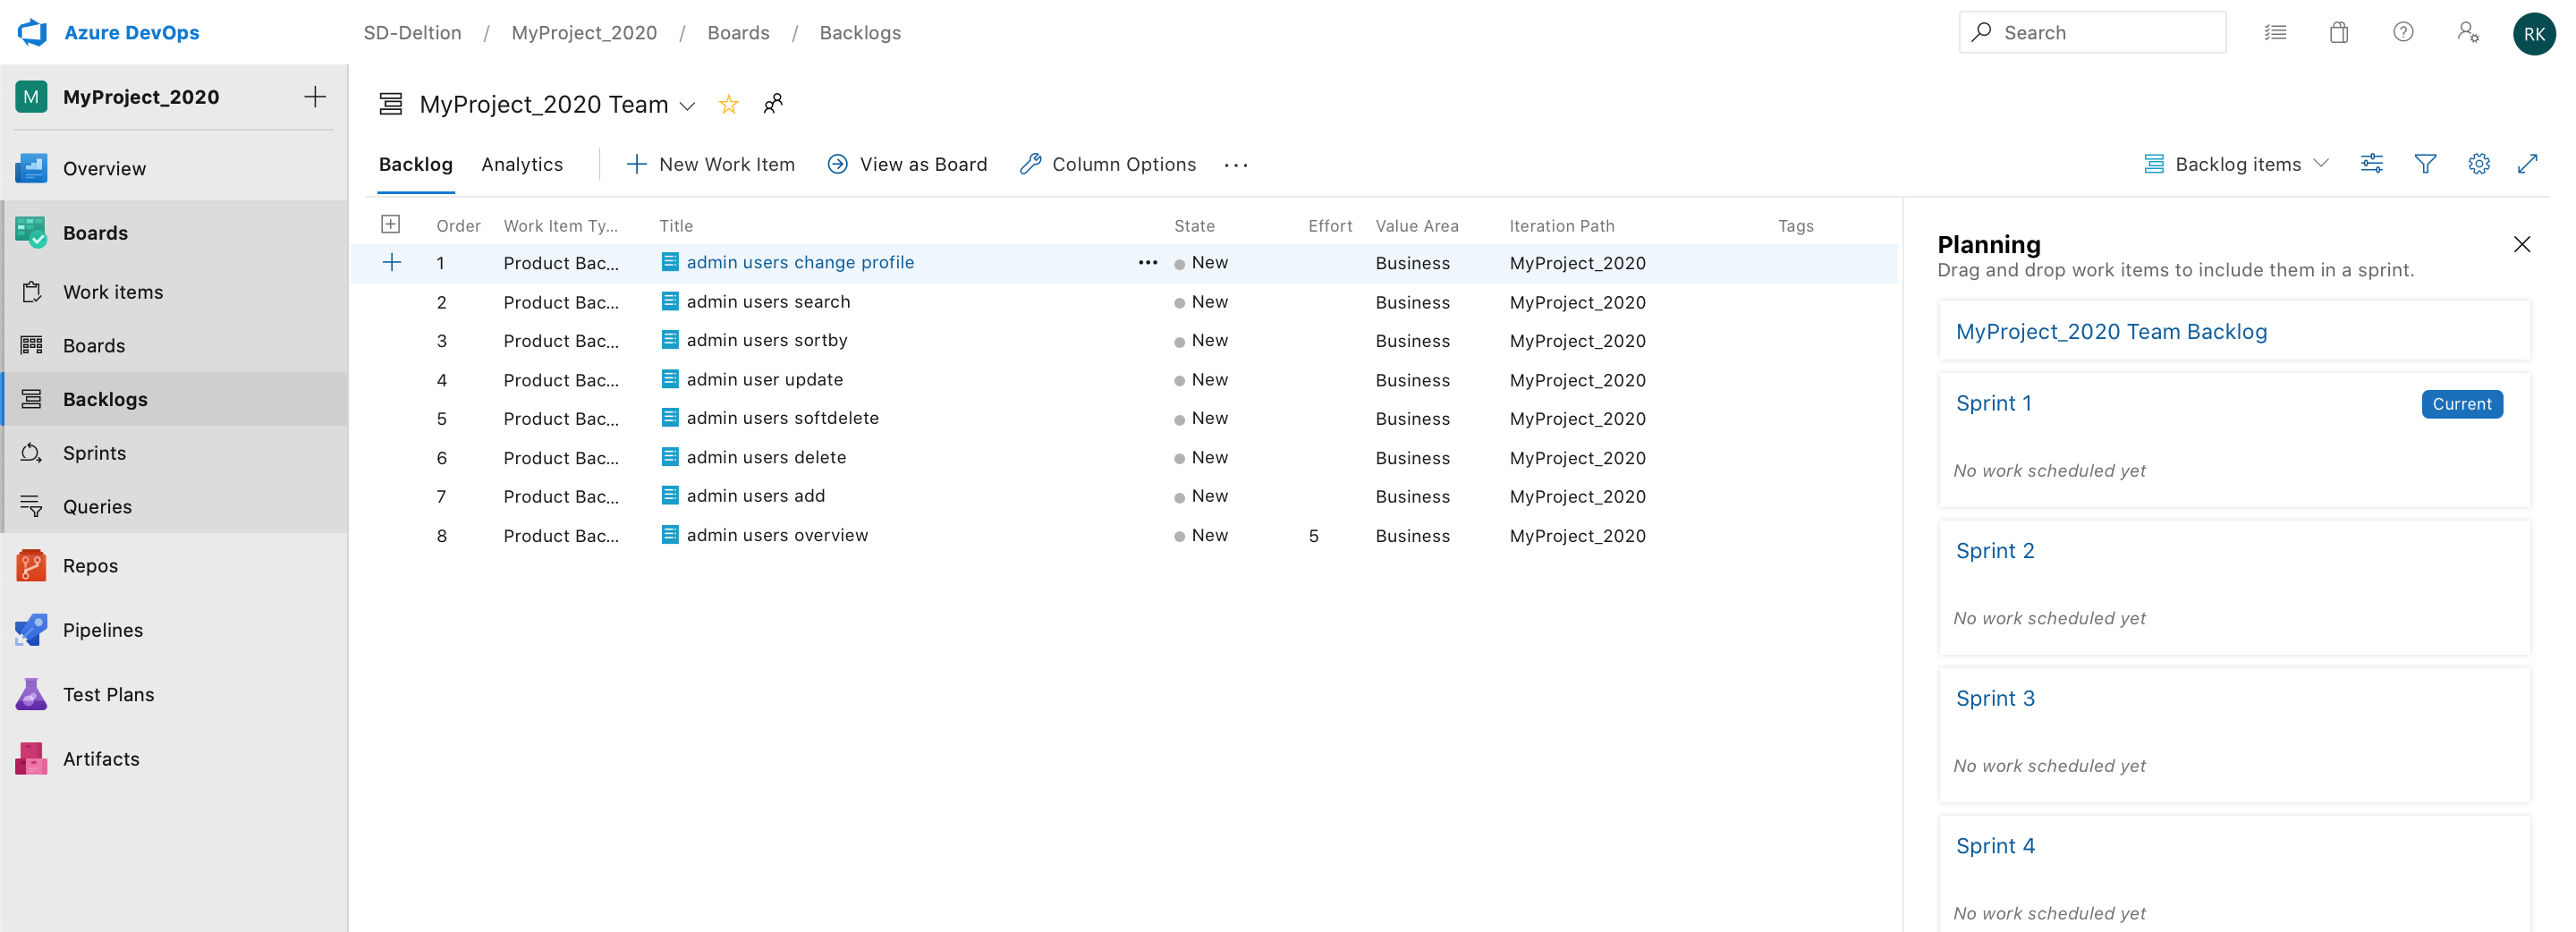 Azure DevOps
SD-Deltion / MyProject_2020 / Boards / Backlogs
Search
RK
M MyProject_2020
Overview
Boards
Work items
Boards
Backlogs
Sprints
Queries
Repos
Pipelines
Test Plans
Artifacts
MyProject_2020 Team
Backlog Analytics New Work Item View as Board Column Options ... Backlog items
Order Work Item Ty... Title State Effort Value Area Iteration Path Tags
1 Product Bac... admin users change profile ... New Business MyProject_2020
2 Product Bac... admin users search New Business MyProject_2020
3 Product Bac... admin users sortby New Business MyProject_2020
4 Product Bac... admin user update New Business MyProject_2020
5 Product Bac... admin users softdelete New Business MyProject_2020
6 Product Bac... admin users delete New Business MyProject_2020
7 Product Bac... admin users add New Business MyProject_2020
8 Product Bac... admin users overview New 5 Business MyProject_2020
Planning
Drag and drop work items to include them in a sprint.
MyProject_2020 Team Backlog
Sprint 1 Current
No work scheduled yet
Sprint 2
No work scheduled yet
Sprint 3
No work scheduled yet
Sprint 4
No work scheduled yet